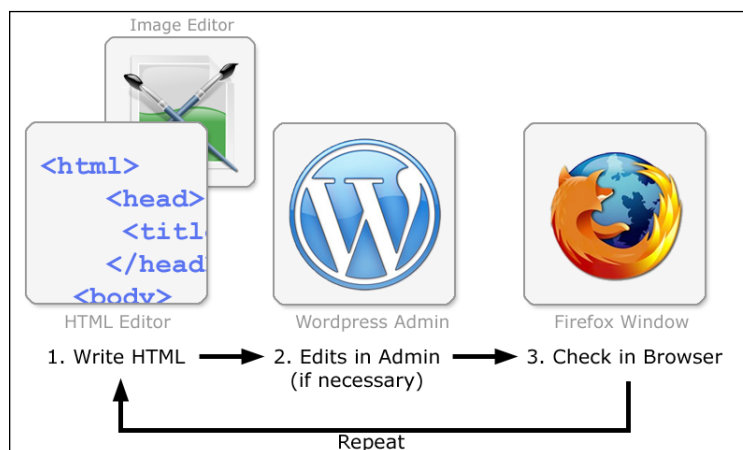 Image Editor
<html>
<head>
<titl
</head
<body>
HTML Editor
Wordpress Admin
Firefox Window
1. Write HTML
2. Edits in Admin
(if necessary)
3. Check in Browser
Repeat